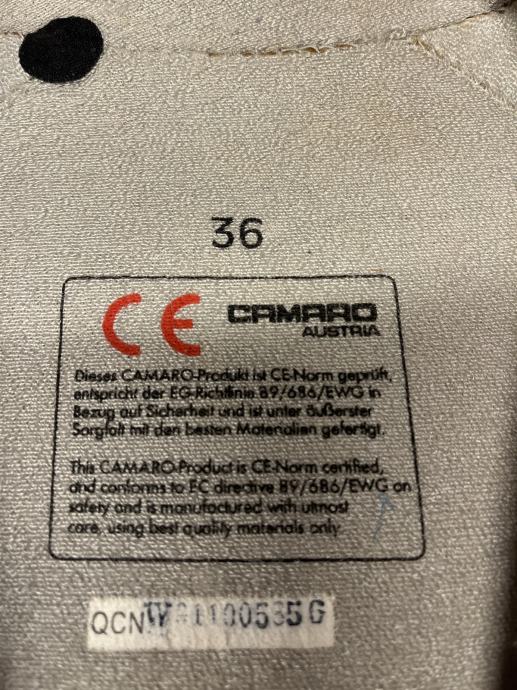 36
CE CAMARO
AUSTRIA
Dieses CAMARO-Produkt ist CE-Norm geprüft,
entspricht der EG-Richtlinie 89/686/EWG in
Bezug auf Sicherheit und ist unter äußerster
Sorgfalt mit den besten Materialien gefertigt.
This CAMARO-Product is CE-Norm certified,
and conforms to EC directive 89/686/EWG on
safety and is manufactured with utmost
care, using best quality materials only
QCN